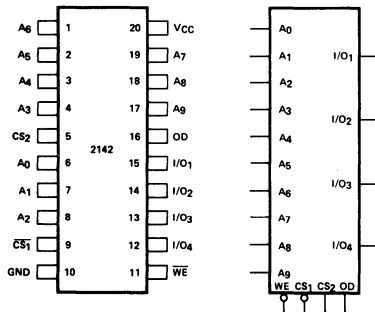 A6 1 20 VCC
A5 2 19 A7
A4 3 18 A8
A3 4 17 A9
CS2 5 16 OD
2142
A0 6 15 I/O1
A1 7 14 I/O2
A2 8 13 I/O3
C̅S̅1̅ 9 12 I/O4
GND 10 11 W̅E̅
A0
A1 I/O1
A2
A3 I/O2
A4
A5
A6 I/O3
A7
A8 I/O4
A9
WE CS1 CS2 OD